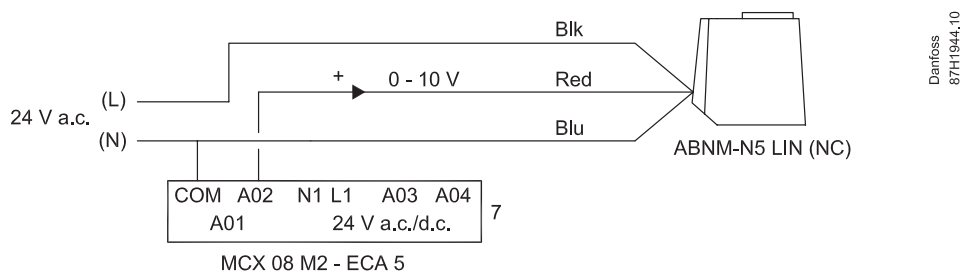 Blk
+ 0 - 10 V Red
(L)
24 V a.c.
(N) Blu
ABNM-N5 LIN (NC)
COM A02 N1 L1 A03 A04
A01 24 V a.c./d.c.
7
MCX 08 M2 - ECA 5
Danfoss
87H1944.10